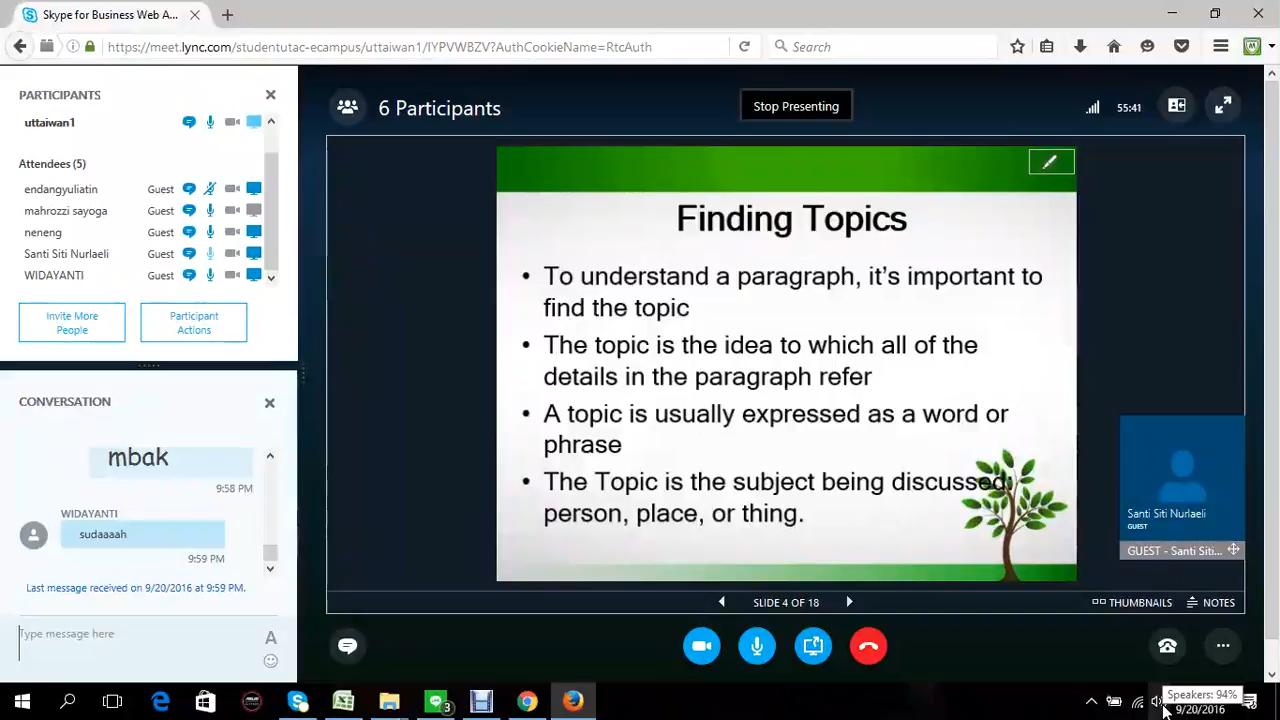 Skype for Business Web A...
https://meet.lync.com/studentutac-ecampus/uttaiwan1/IYPVWBZV?AuthCookieName=RtcAuth
Search
PARTICIPANTS
uttaiwan1
Attendees (5)
endangyuliatin Guest
mahrozzi sayoga Guest
neneng Guest
Santi Siti Nurlaeli Guest
WIDAYANTI Guest
Invite More
People
Participant
Actions
CONVERSATION
mbak
9:58 PM
WIDAYANTI
sudaaaah
9:59 PM
Last message received on 9/20/2016 at 9:59 PM.
Type message here
A
6 Participants
Stop Presenting
55:41
Finding Topics
• To understand a paragraph, it's important to
find the topic
• The topic is the idea to which all of the
details in the paragraph refer
• A topic is usually expressed as a word or
phrase
• The Topic is the subject being discussed:
person, place, or thing.
Santi Siti Nurlaeli
GUEST
GUEST - Santi Siti...
SLIDE 4 OF 18
THUMBNAILS
NOTES
3
Speakers: 94%
9/20/2016